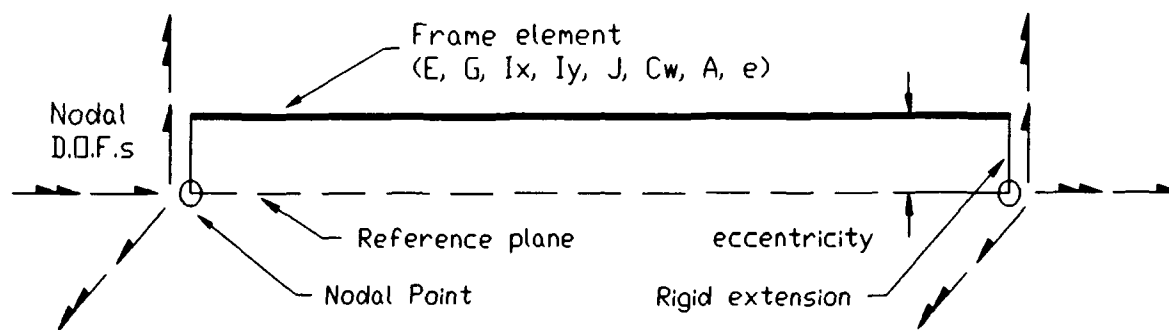 Frame element
(E, G, Ix, Iy, J, Cw, A, e)
Nodal
D.O.F.s
Reference plane
eccentricity
Nodal Point
Rigid extension